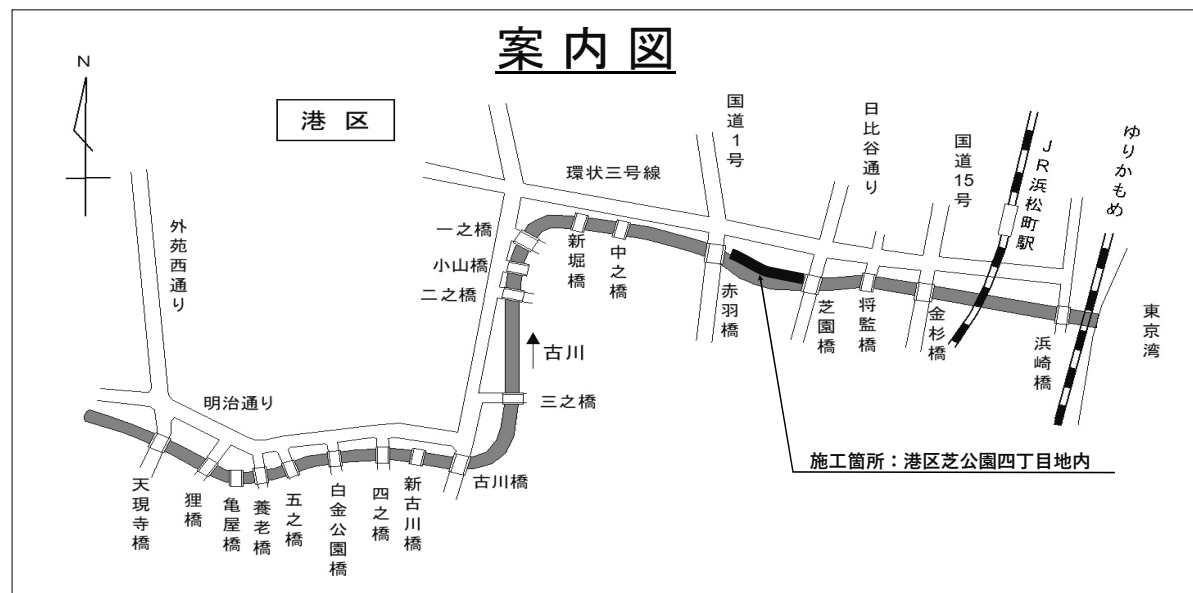 案内図
N
港区
国道1号
日比谷通り
国道15号
JR浜松町駅
ゆりかもめ
環状三号線
外苑西通り
一之橋
小山橋
二之橋
新堀橋
中之橋
赤羽橋
芝園橋
将監橋
金杉橋
浜崎橋
東京湾
古川
三之橋
明治通り
施工箇所：港区芝公園四丁目地内
天現寺橋
狸橋
亀屋橋
養老橋
五之橋
白金公園橋
四之橋
新古川橋
古川橋